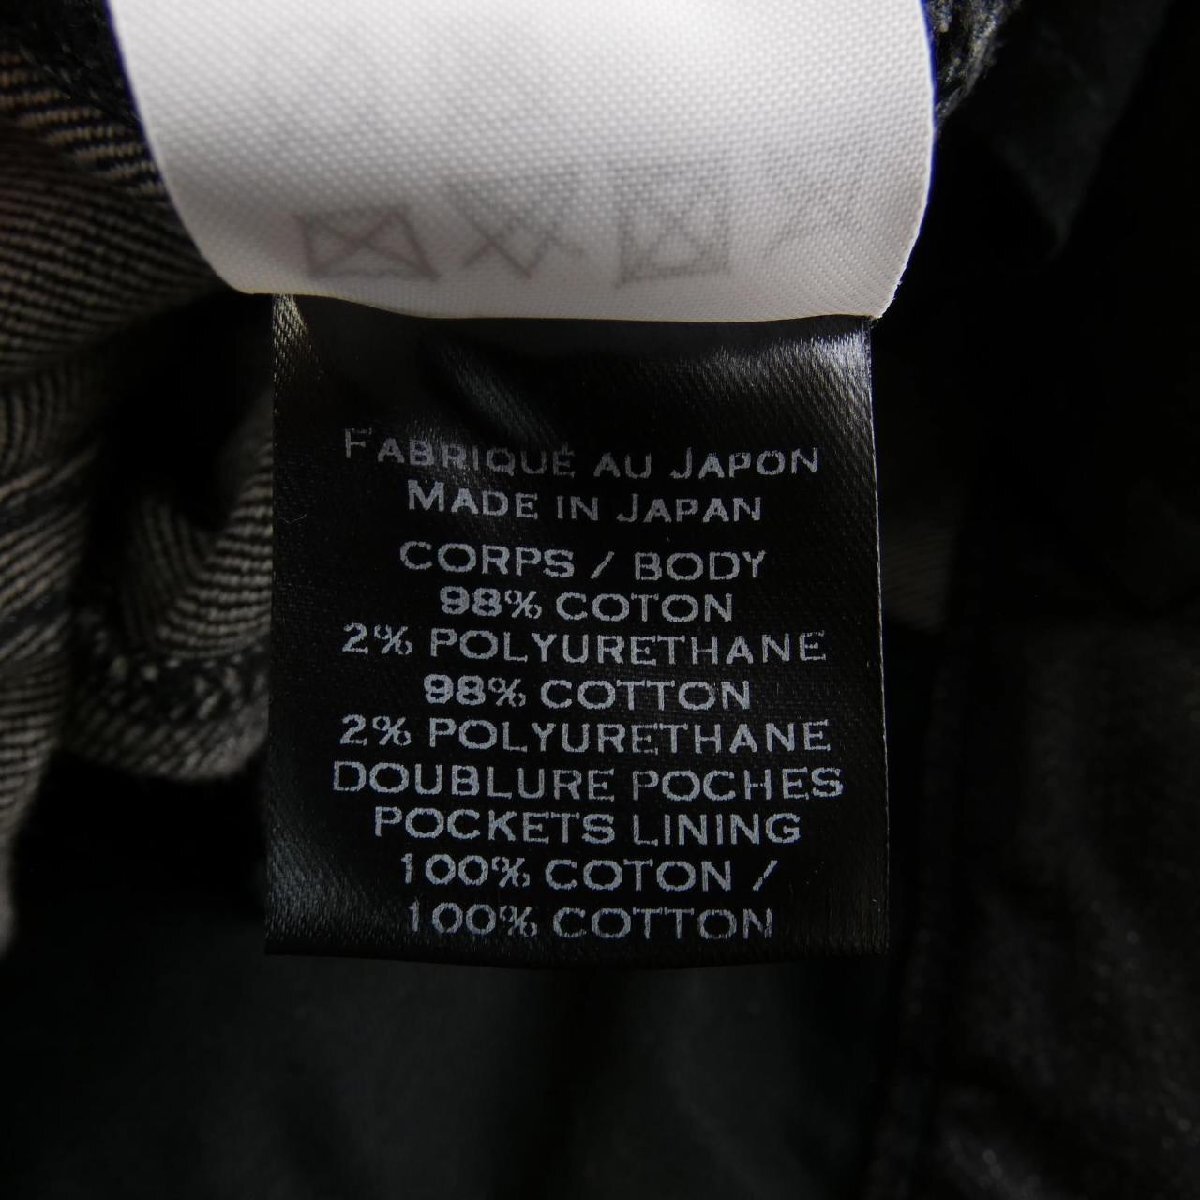 FABRIQUÉ AU JAPON
MADE IN JAPAN
CORPS / BODY
98% COTON
2% POLYURETHANE
98% COTTON
2% POLYURETHANE
DOUBLURE POCHES
POCKETS LINING
100% COTON /
100% COTTON